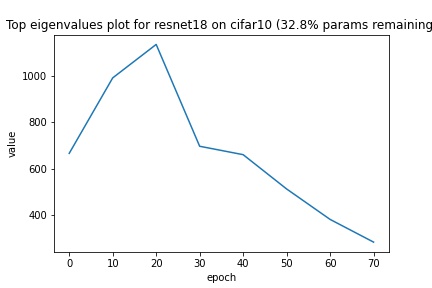 Top eigenvalues plot for resnet18 on cifar10 (32.8% params remaining
1000
800
600
400
value
0 10 20 30 40 50 60 70
epoch